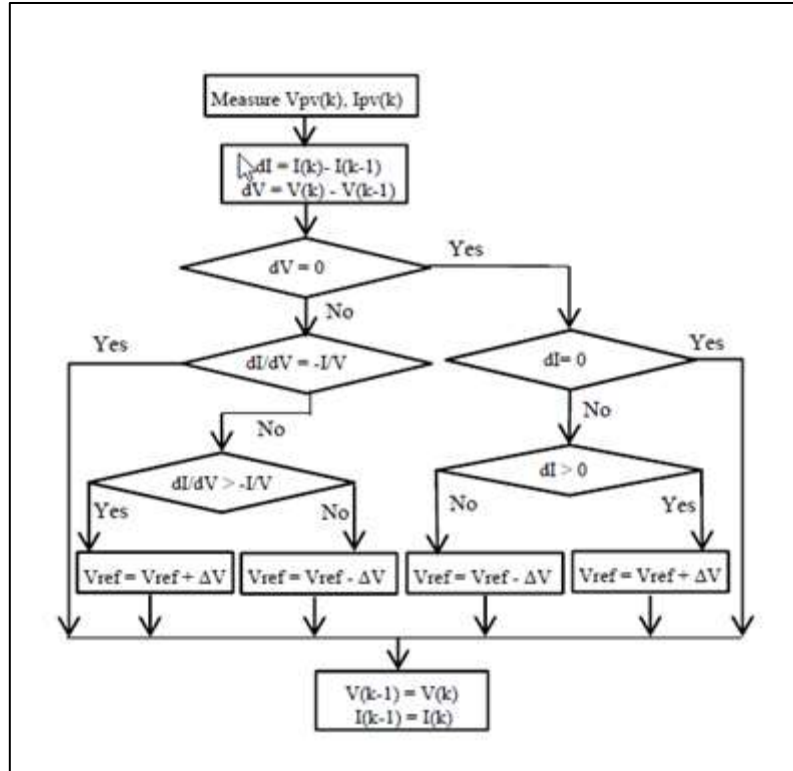 Measure Vpv(k), Ipv(k)
dI = I(k)- I(k-1)
dV = V(k) - V(k-1)
dV = 0
Yes
No
Yes
dI/dV = -I/V
dI= 0
Yes
No
No
dI/dV > -I/V
dI > 0
Yes
No
No
Yes
Vref = Vref + ΔV
Vref = Vref - ΔV
Vref = Vref - ΔV
Vref = Vref + ΔV
V(k-1) = V(k)
I(k-1) = I(k)